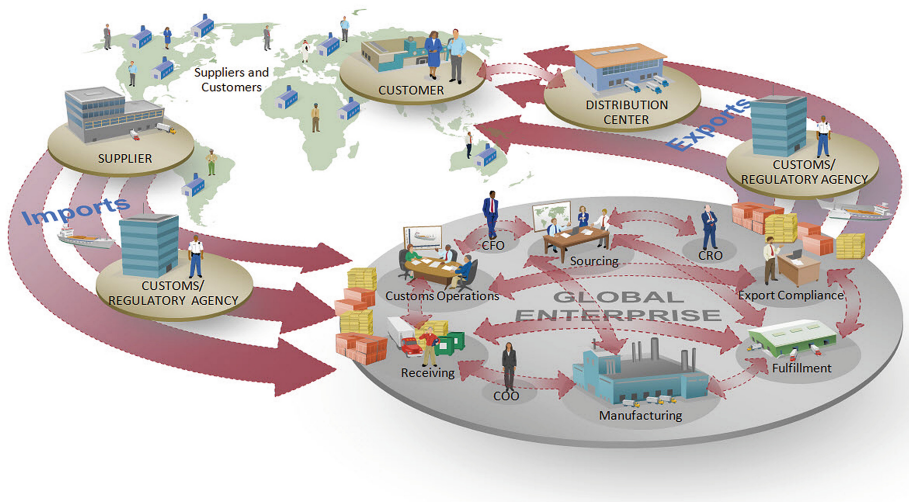 Suppliers and
Customers
CUSTOMER
DISTRIBUTION
CENTER
Exports
SUPPLIER
CUSTOMS/
REGULATORY AGENCY
Imports
CUSTOMS/
REGULATORY AGENCY
CFO
Sourcing
CRO
Customs Operations
Export Compliance
GLOBAL
ENTERPRISE
Receiving
COO
Manufacturing
Fulfillment